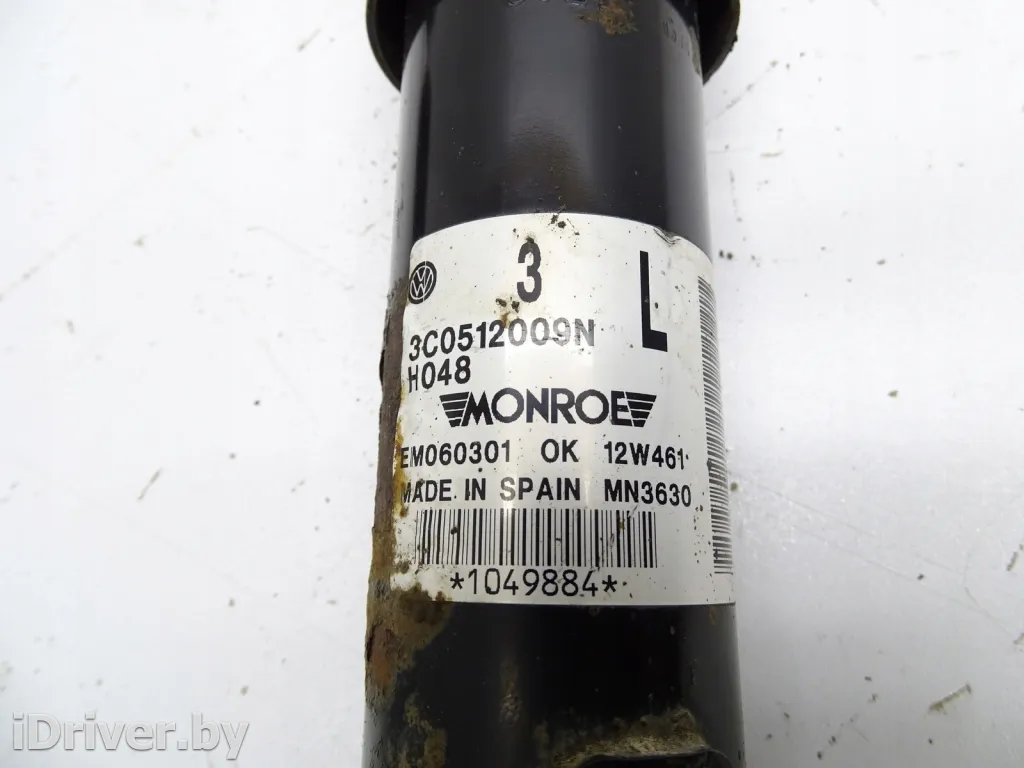 3
L
3C0512009N
H048
MONROE
EM060301 OK 12W461
MADE IN SPAIN MN3630
*1049884*
iDriver.by